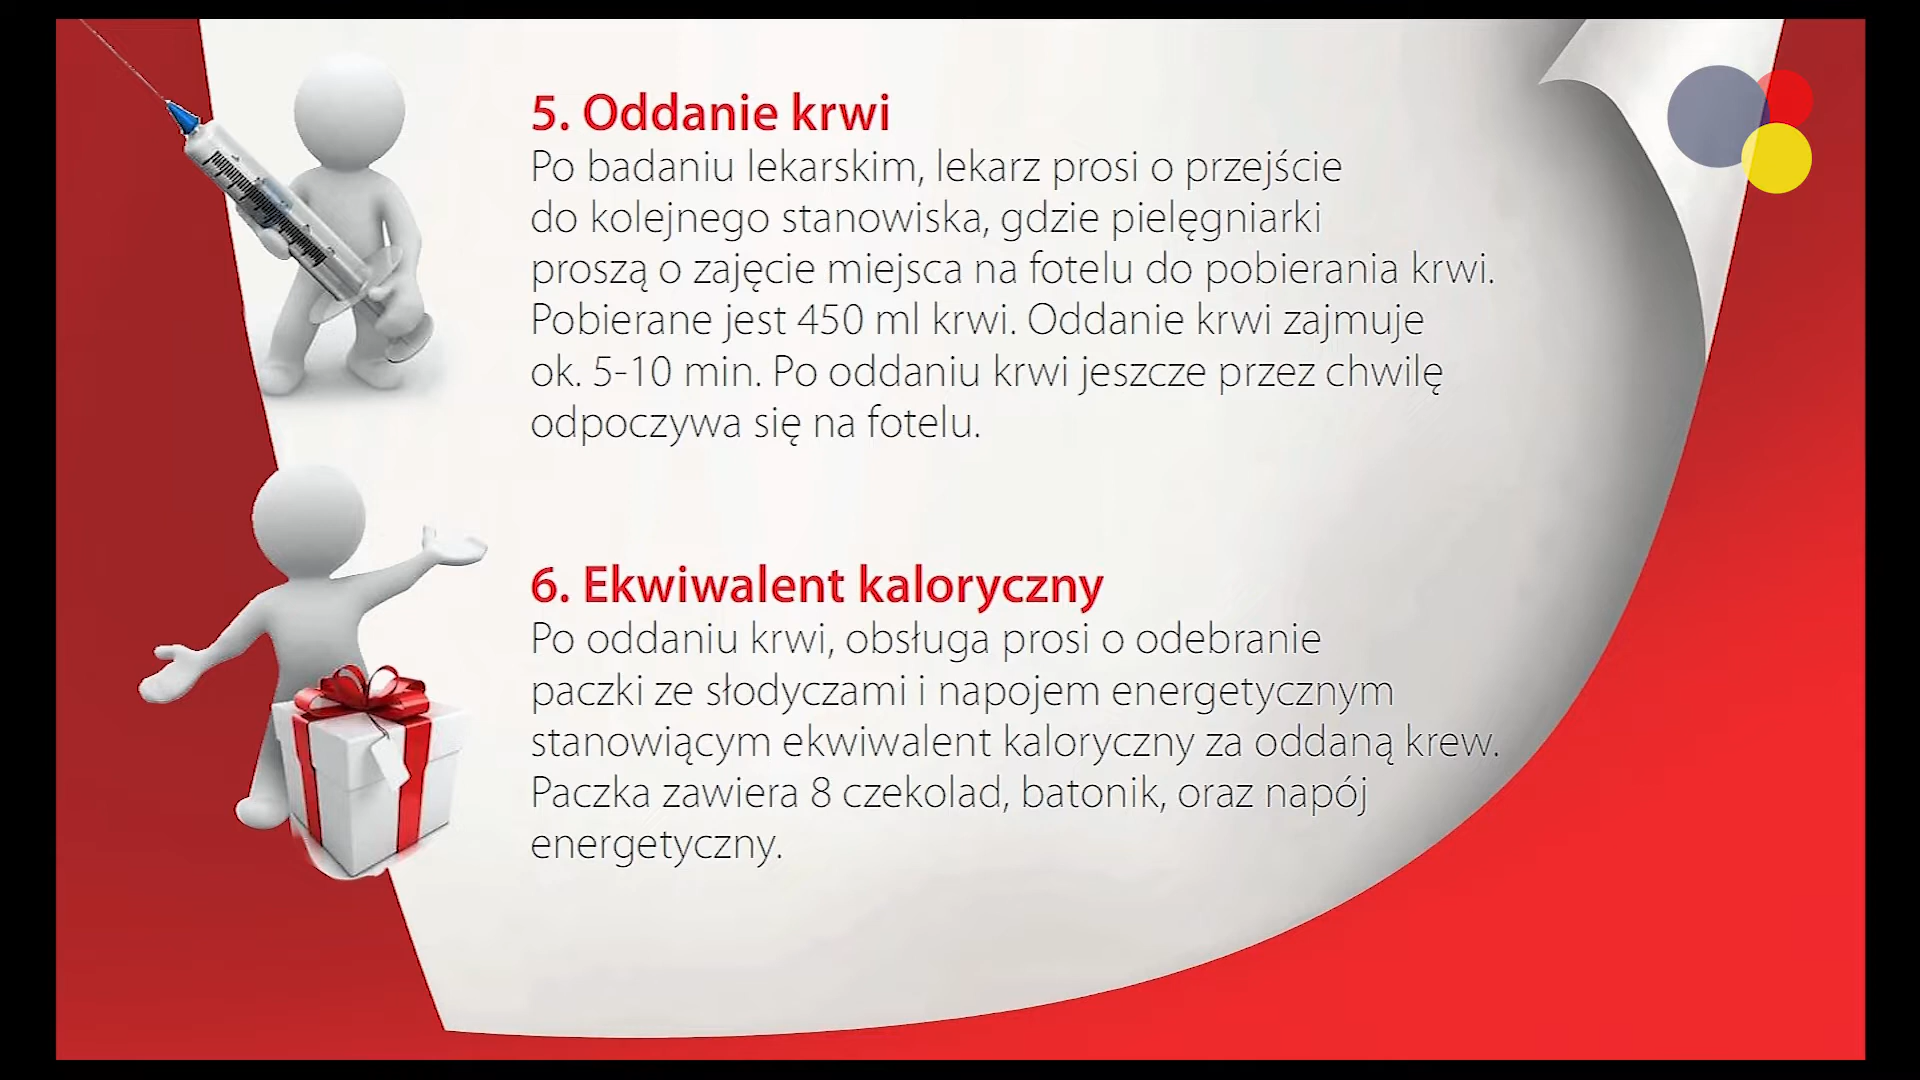 5. Oddanie krwi
Po badaniu lekarskim, lekarz prosi o przejście
do kolejnego stanowiska, gdzie pielęgniarki
proszą o zajęcie miejsca na fotelu do pobierania krwi.
Pobierane jest 450 ml krwi. Oddanie krwi zajmuje
ok. 5-10 min. Po oddaniu krwi jeszcze przez chwilę
odpoczywa się na fotelu.
6. Ekwiwalent kaloryczny
Po oddaniu krwi, obsługa prosi o odebranie
paczki ze słodyczami i napojem energetycznym
stanowiącym ekwiwalent kaloryczny za oddaną krew.
Paczka zawiera 8 czekolad, batonik, oraz napój
energetyczny.